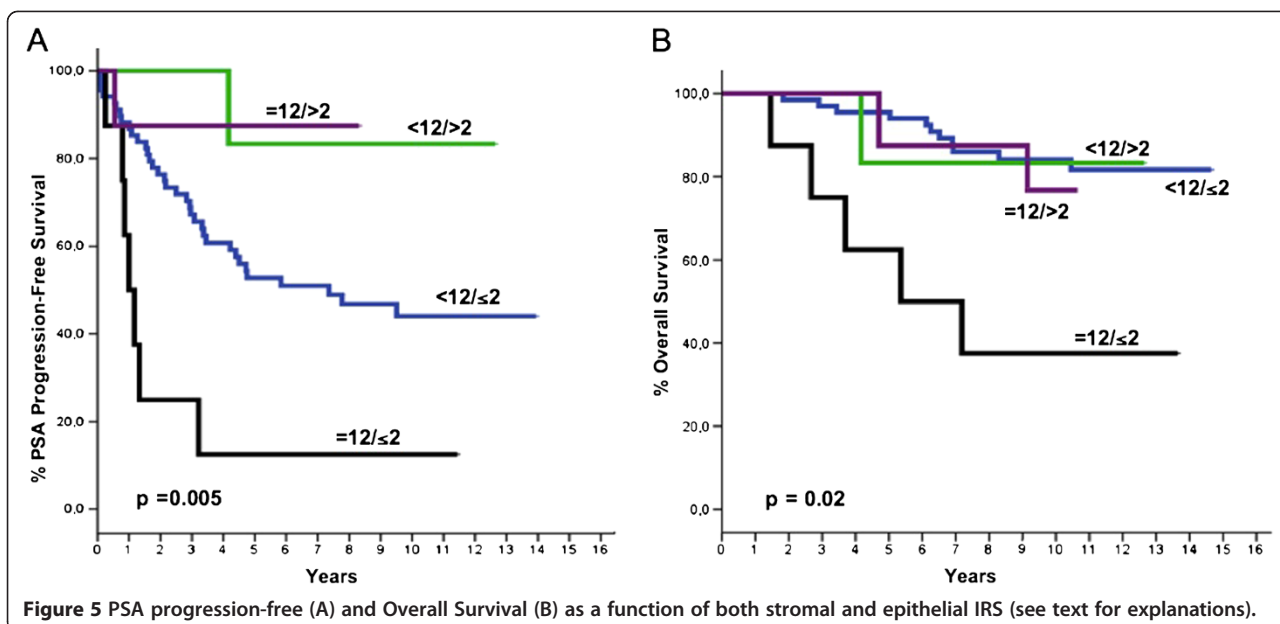 A
% PSA Progression-Free Survival
100,0
80,0
60,0
40,0
20,0
0,0
=12/>2
<12/>2
<12/≤2
=12/≤2
p =0.005
0 1 2 3 4 5 6 7 8 9 10 11 12 13 14 15 16
Years
B
% Overall Survival
100,0
80,0
60,0
40,0
20,0
0,0
<12/>2
<12/≤2
=12/>2
=12/≤2
p = 0.02
0 1 2 3 4 5 6 7 8 9 10 11 12 13 14 15 16
Years
Figure 5 PSA progression-free (A) and Overall Survival (B) as a function of both stromal and epithelial IRS (see text for explanations).